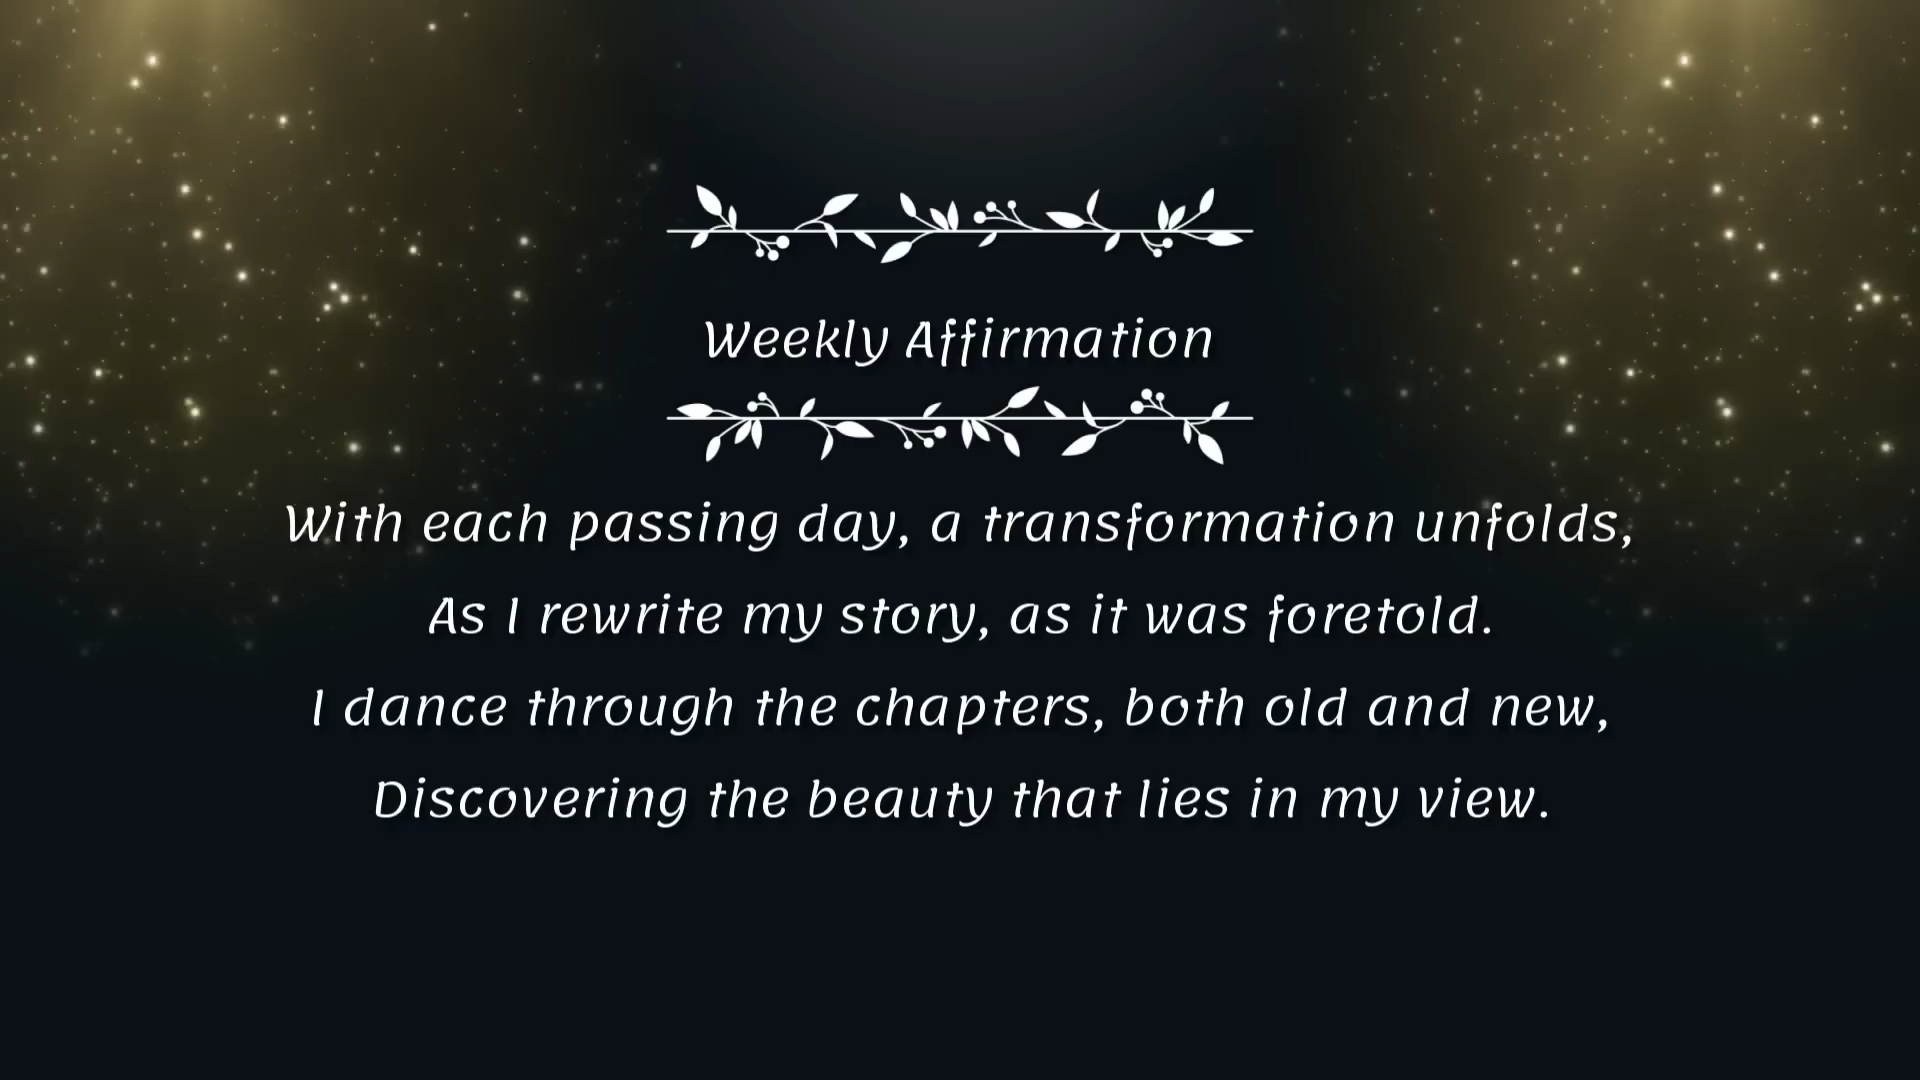 Weekly Affirmation
With each passing day, a transformation unfolds,
As I rewrite my story, as it was foretold.
I dance through the chapters, both old and new,
Discovering the beauty that lies in my view.